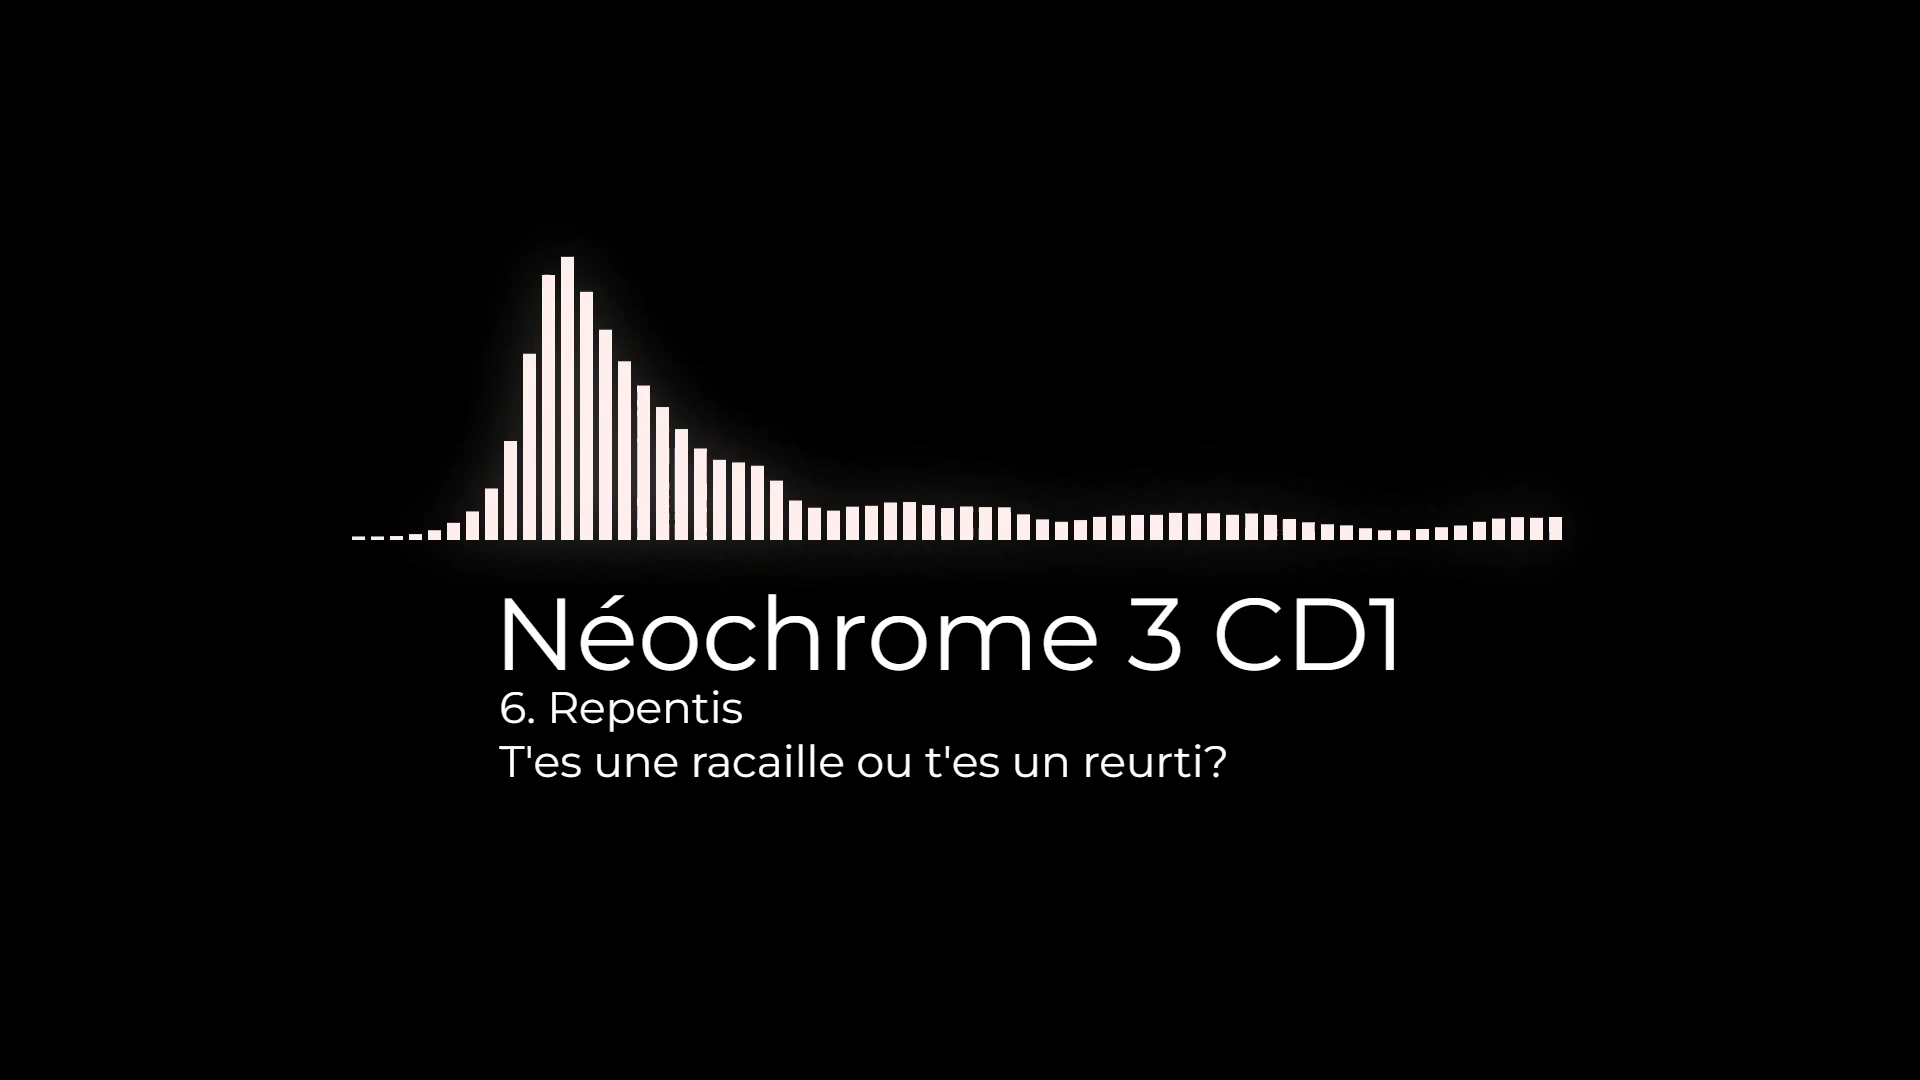 Néochrome 3 CD1
6. Repentis
T'es une racaille ou t'es un reurti?